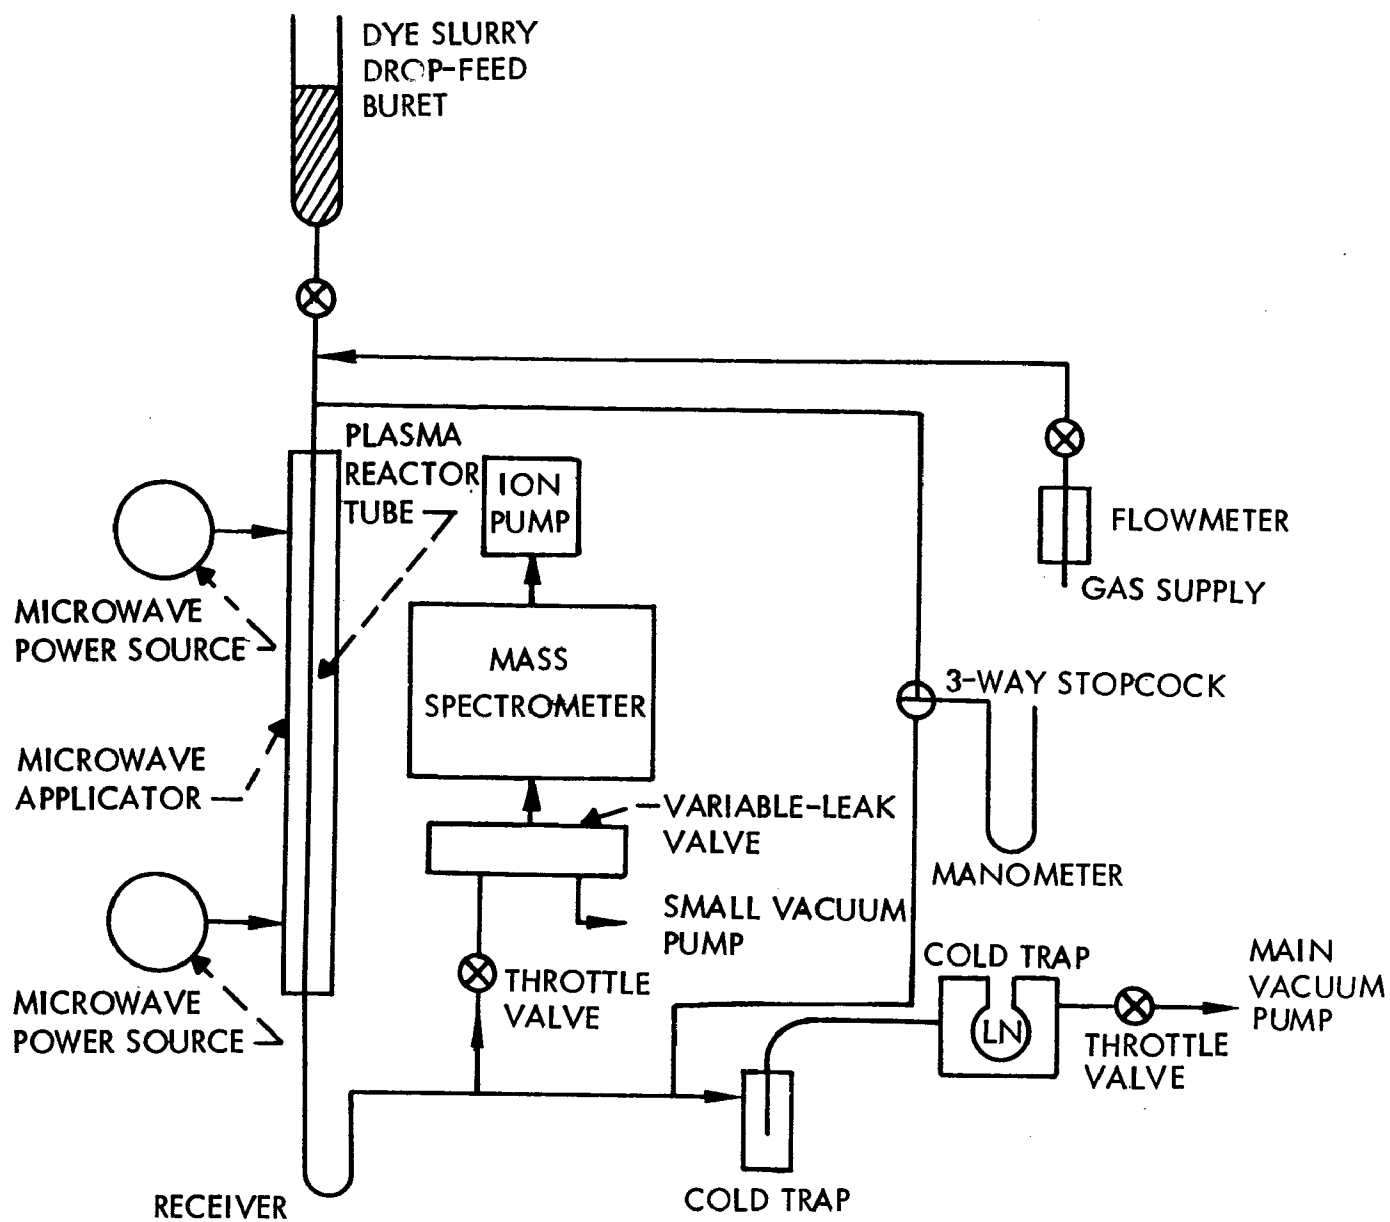 DYE SLURRY
DROP-FEED
BURET
PLASMA
REACTOR
TUBE
ION
PUMP
FLOWMETER
GAS SUPPLY
MICROWAVE
POWER SOURCE
MASS
SPECTROMETER
3-WAY STOPCOCK
MICROWAVE
APPLICATOR
VARIABLE-LEAK
VALVE
MANOMETER
SMALL VACUUM
PUMP
COLD TRAP
LN
MAIN
VACUUM
PUMP
THROTTLE
VALVE
MICROWAVE
POWER SOURCE
THROTTLE
VALVE
RECEIVER
COLD TRAP